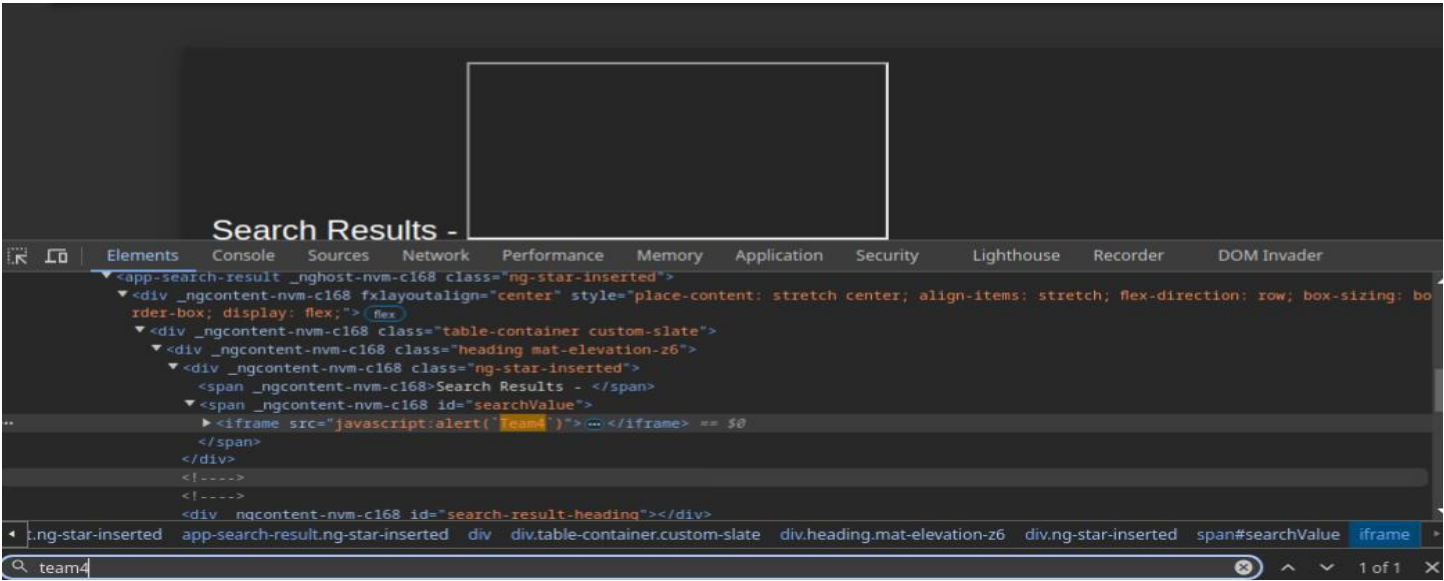 Search Results -
Elements Console Sources Network Performance Memory Application Security Lighthouse Recorder DOM Invader
▼<app-search-result _nghost-nvm-c168 class="ng-star-inserted">
▼<div _ngcontent-nvm-c168 fxlayoutalign="center" style="place-content: stretch center; align-items: stretch; flex-direction: row; box-sizing: bo
rder-box; display: flex;"> flex
▼<div _ngcontent-nvm-c168 class="table-container custom-slate">
▼<div _ngcontent-nvm-c168 class="heading mat-elevation-z6">
▼<div _ngcontent-nvm-c168 class="ng-star-inserted">
<span _ngcontent-nvm-c168>Search Results - </span>
▼<span _ngcontent-nvm-c168 id="searchValue">
▶<iframe src="javascript:alert(`Team4`)">…</iframe> == $0
</span>
</div>
<!---->
<!---->
<div _ngcontent-nvm-c168 id="search-result-heading"></div>
:.ng-star-inserted app-search-result.ng-star-inserted div div.table-container.custom-slate div.heading.mat-elevation-z6 div.ng-star-inserted span#searchValue iframe
team4 1 of 1